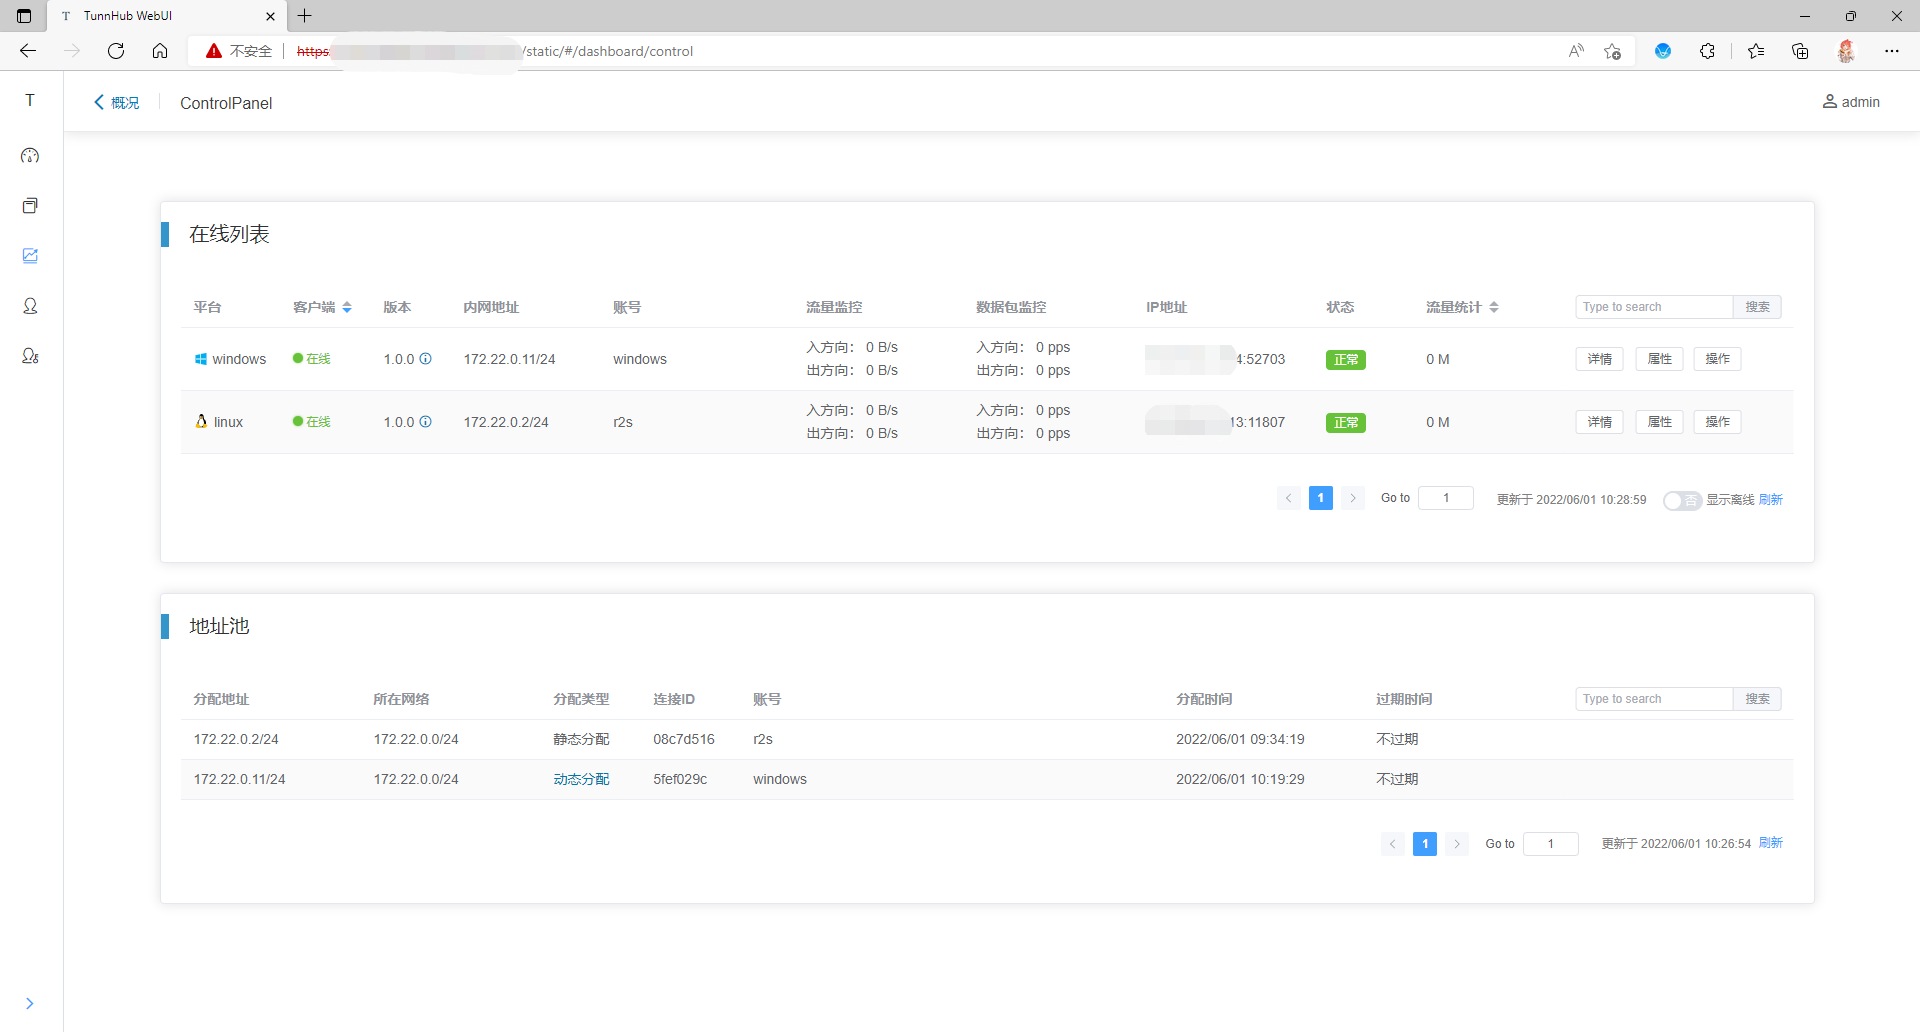 T TunnHub WebUI
不安全 https: /static/#/dashboard/control
T
概况 ControlPanel admin
在线列表
平台 客户端 版本 内网地址 账号 流量监控 数据包监控 IP地址 状态 流量统计 Type to search 搜索
windows 在线 1.0.0 172.22.0.11/24 windows 入方向： 0 B/s 入方向： 0 pps 4:52703 正常 0 M 详情 属性 操作
出方向： 0 B/s 出方向： 0 pps
linux 在线 1.0.0 172.22.0.2/24 r2s 入方向： 0 B/s 入方向： 0 pps 13:11807 正常 0 M 详情 属性 操作
出方向： 0 B/s 出方向： 0 pps
1 Go to 1 更新于 2022/06/01 10:28:59 否 显示离线 刷新
地址池
分配地址 所在网络 分配类型 连接ID 账号 分配时间 过期时间 Type to search 搜索
172.22.0.2/24 172.22.0.0/24 静态分配 08c7d516 r2s 2022/06/01 09:34:19 不过期
172.22.0.11/24 172.22.0.0/24 动态分配 5fef029c windows 2022/06/01 10:19:29 不过期
1 Go to 1 更新于 2022/06/01 10:26:54 刷新